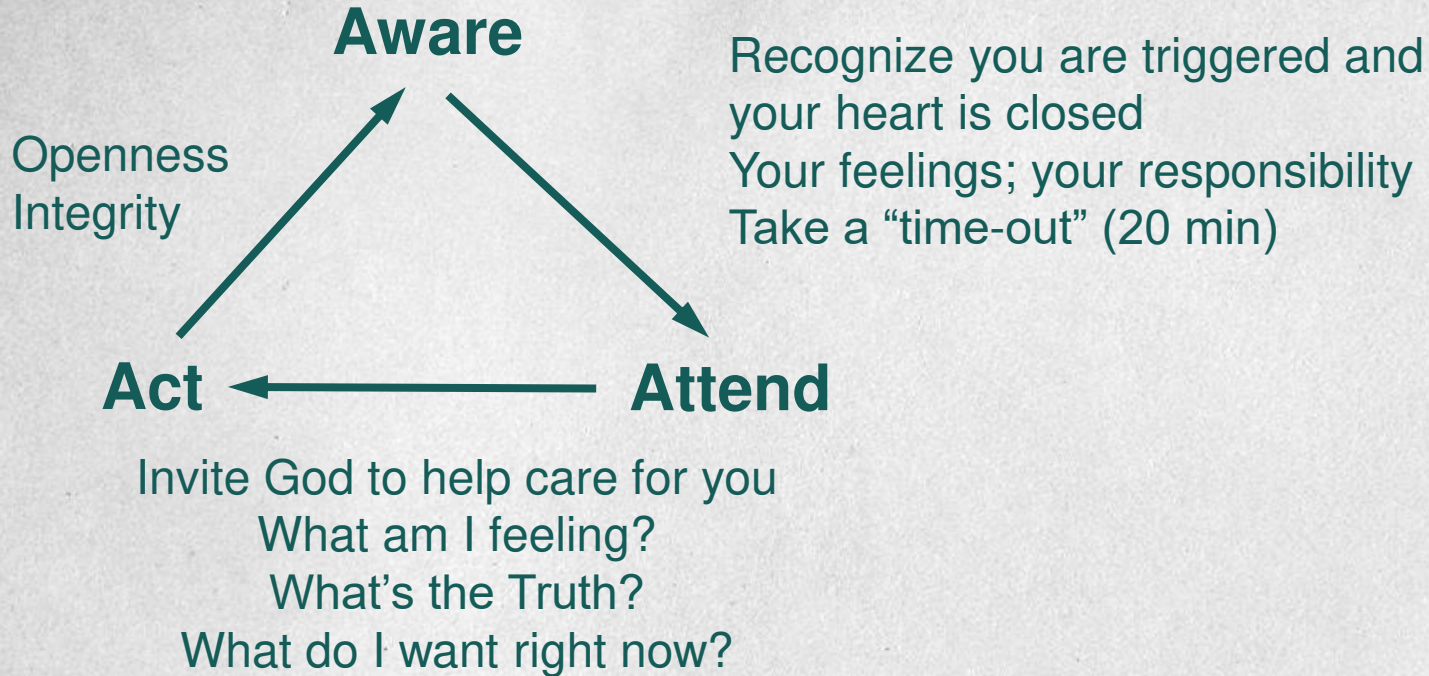 Aware
Recognize you are triggered and
your heart is closed
Your feelings; your responsibility
Take a “time-out” (20 min)
Openness
Integrity
Act
Attend
Invite God to help care for you
What am I feeling?
What’s the Truth?
What do I want right now?